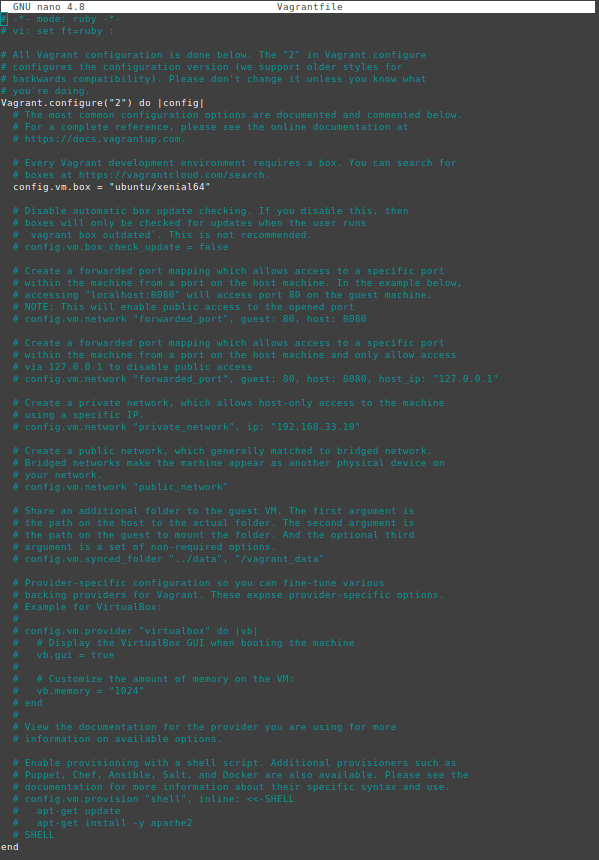 GNU nano 4.8 Vagrantfile
# -*- mode: ruby -*-
# vi: set ft=ruby :

# All Vagrant configuration is done below. The "2" in Vagrant.configure
# configures the configuration version (we support older styles for
# backwards compatibility). Please don't change it unless you know what
# you're doing.
Vagrant.configure("2") do |config|
  # The most common configuration options are documented and commented below.
  # For a complete reference, please see the online documentation at
  # https://docs.vagrantup.com.

  # Every Vagrant development environment requires a box. You can search for
  # boxes at https://vagrantcloud.com/search.
  config.vm.box = "ubuntu/xenial64"

  # Disable automatic box update checking. If you disable this, then
  # boxes will only be checked for updates when the user runs
  # `vagrant box outdated`. This is not recommended.
  # config.vm.box_check_update = false

  # Create a forwarded port mapping which allows access to a specific port
  # within the machine from a port on the host machine. In the example below,
  # accessing "localhost:8080" will access port 80 on the guest machine.
  # NOTE: This will enable public access to the opened port
  # config.vm.network "forwarded_port", guest: 80, host: 8080

  # Create a forwarded port mapping which allows access to a specific port
  # within the machine from a port on the host machine and only allow access
  # via 127.0.0.1 to disable public access
  # config.vm.network "forwarded_port", guest: 80, host: 8080, host_ip: "127.0.0.1"

  # Create a private network, which allows host-only access to the machine
  # using a specific IP.
  # config.vm.network "private_network", ip: "192.168.33.10"

  # Create a public network, which generally matched to bridged network.
  # Bridged networks make the machine appear as another physical device on
  # your network.
  # config.vm.network "public_network"

  # Share an additional folder to the guest VM. The first argument is
  # the path on the host to the actual folder. The second argument is
  # the path on the guest to mount the folder. And the optional third
  # argument is a set of non-required options.
  # config.vm.synced_folder "../data", "/vagrant_data"

  # Provider-specific configuration so you can fine-tune various
  # backing providers for Vagrant. These expose provider-specific options.
  # Example for VirtualBox:
  #
  # config.vm.provider "virtualbox" do |vb|
  #   # Display the VirtualBox GUI when booting the machine
  #   vb.gui = true
  #
  #   # Customize the amount of memory on the VM:
  #   vb.memory = "1024"
  # end
  #
  # View the documentation for the provider you are using for more
  # information on available options.

  # Enable provisioning with a shell script. Additional provisioners such as
  # Puppet, Chef, Ansible, Salt, and Docker are also available. Please see the
  # documentation for more information about their specific syntax and use.
  # config.vm.provision "shell", inline: <<-SHELL
  #   apt-get update
  #   apt-get install -y apache2
  # SHELL
end